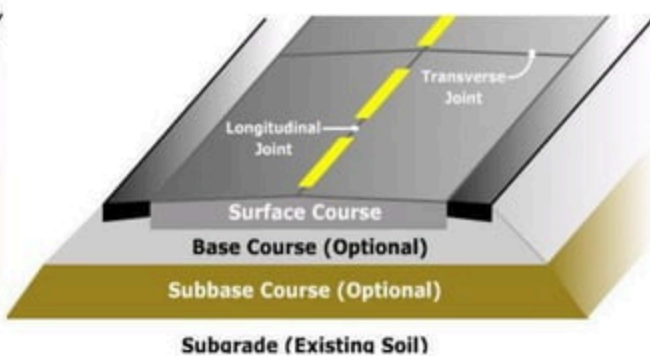 Transverse
Joint
Longitudinal
Joint
Surface Course
Base Course (Optional)
Subbase Course (Optional)
Subgrade (Existing Soil)